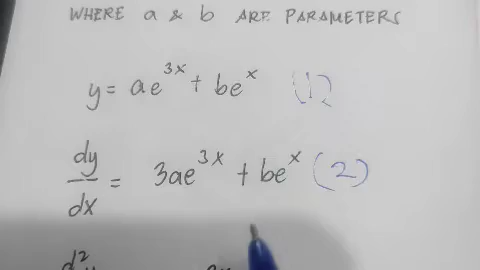 WHERE a & b ARE PARAMETERS
y = ae^{3x} + be^{x} (1)
dy/dx = 3ae^{3x} + be^{x} (2)